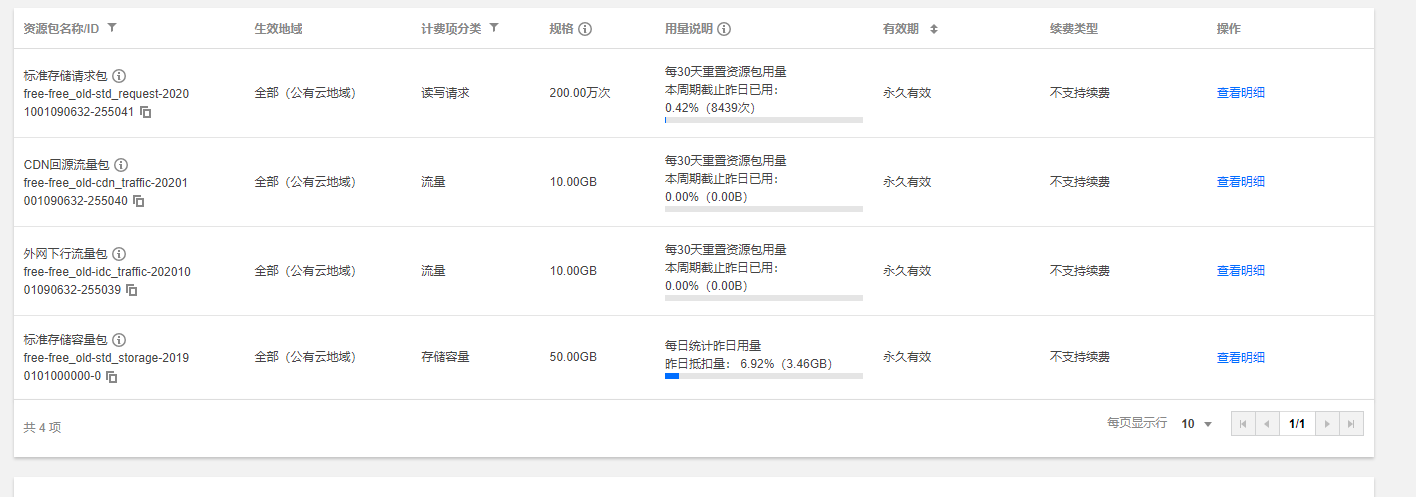 资源包名称/ID 生效地域 计费项分类 规格 用量说明 有效期 续费类型 操作
标准存储请求包
free-free_old-std_request-2020
1001090632-255041
全部（公有云地域）
读写请求
200.00万次
每30天重置资源包用量
本周期截止昨日已用：
0.42%（8439次）
永久有效
不支持续费
查看明细
CDN回源流量包
free-free_old-cdn_traffic-20201
001090632-255040
全部（公有云地域）
流量
10.00GB
每30天重置资源包用量
本周期截止昨日已用：
0.00%（0.00B）
永久有效
不支持续费
查看明细
外网下行流量包
free-free_old-idc_traffic-202010
01090632-255039
全部（公有云地域）
流量
10.00GB
每30天重置资源包用量
本周期截止昨日已用：
0.00%（0.00B）
永久有效
不支持续费
查看明细
标准存储容量包
free-free_old-std_storage-2019
0101000000-0
全部（公有云地域）
存储容量
50.00GB
每日统计昨日用量
昨日抵扣量： 6.92%（3.46GB）
永久有效
不支持续费
查看明细
共 4 项
每页显示行 10 1/1